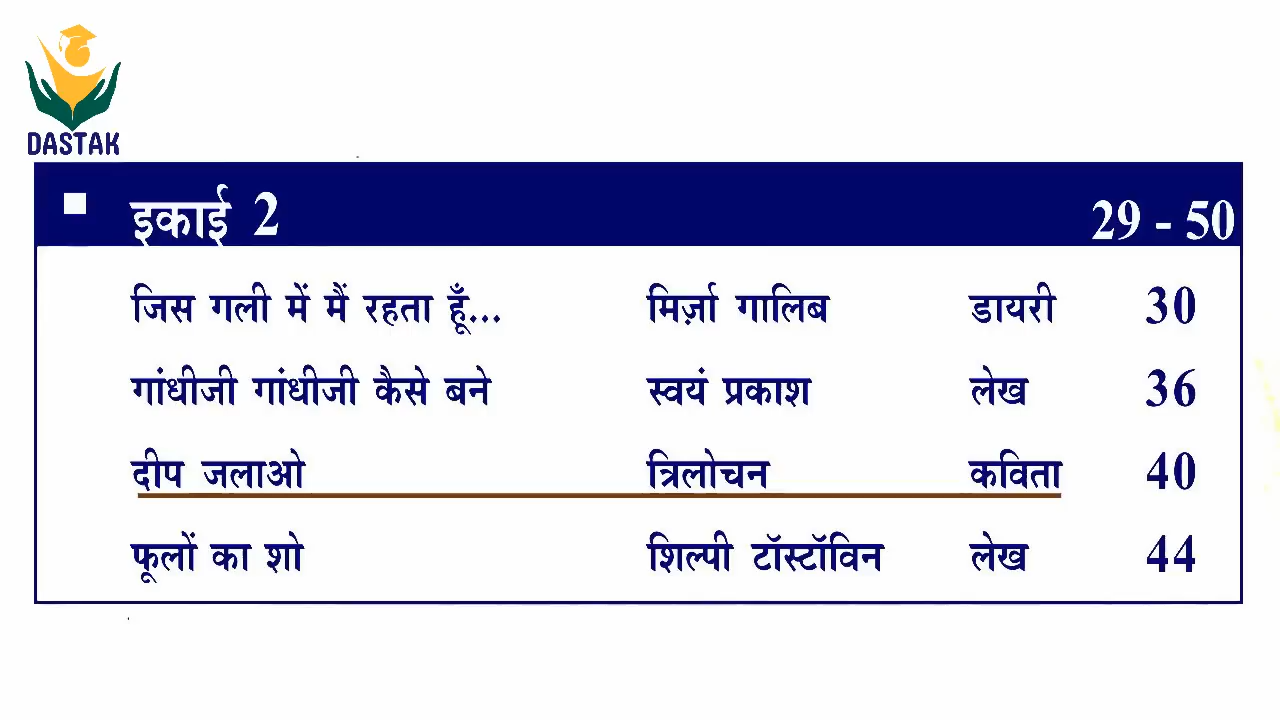 DASTAK
▪ इकाई 2 29 - 50
जिस गली में मैं रहता हूँ... मिर्ज़ा गालिब डायरी 30
गांधीजी गांधीजी कैसे बने स्वयं प्रकाश लेख 36
दीप जलाओ त्रिलोचन कविता 40
फूलों का शो शिल्पी टॉस्टॉविन लेख 44